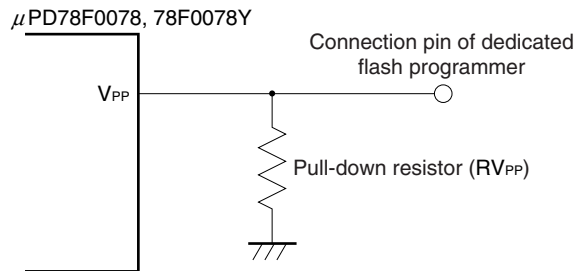 μPD78F0078, 78F0078Y
Connection pin of dedicated
flash programmer
VPP
Pull-down resistor (RVPP)